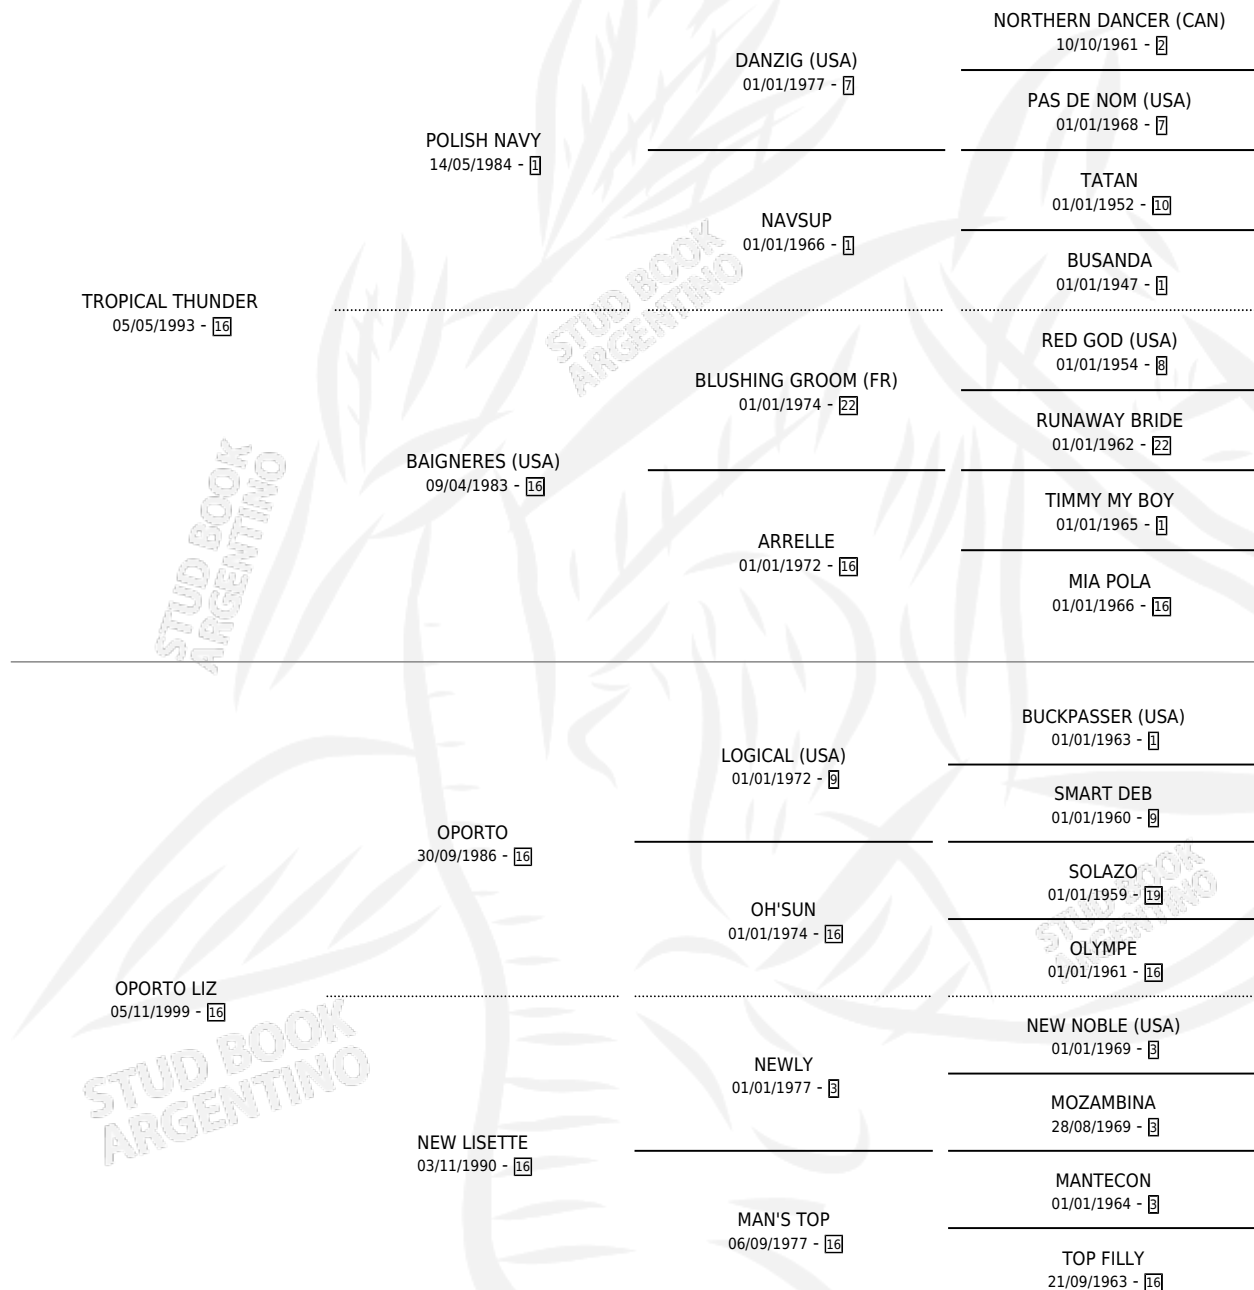 NORTHERN DANCER (CAN)
10/10/1961 - 2
DANZIG (USA)
01/01/1977 - 7
PAS DE NOM (USA)
01/01/1968 - 7
POLISH NAVY
14/05/1984 - 1
TATAN
01/01/1952 - 10
NAVSUP
01/01/1966 - 1
BUSANDA
01/01/1947 - 1
TROPICAL THUNDER
05/05/1993 - 16
RED GOD (USA)
01/01/1954 - 8
BLUSHING GROOM (FR)
01/01/1974 - 22
RUNAWAY BRIDE
01/01/1962 - 22
BAIGNERES (USA)
09/04/1983 - 16
TIMMY MY BOY
01/01/1965 - 1
ARRELLE
01/01/1972 - 16
MIA POLA
01/01/1966 - 16
BUCKPASSER (USA)
01/01/1963 - 1
LOGICAL (USA)
01/01/1972 - 9
SMART DEB
01/01/1960 - 9
OPORTO
30/09/1986 - 16
SOLAZO
01/01/1959 - 19
OH'SUN
01/01/1974 - 16
OLYMPE
01/01/1961 - 16
OPORTO LIZ
05/11/1999 - 16
NEW NOBLE (USA)
01/01/1969 - 3
NEWLY
01/01/1977 - 3
MOZAMBINA
28/08/1969 - 3
NEW LISETTE
03/11/1990 - 16
MANTECON
01/01/1964 - 3
MAN'S TOP
06/09/1977 - 16
TOP FILLY
21/09/1963 - 16
STUD BOOK
ARGENTINO
STUD BOOK
ARGENTINO
STUD BOOK
ARGENTINO
STUD BOOK
ARGENTINO